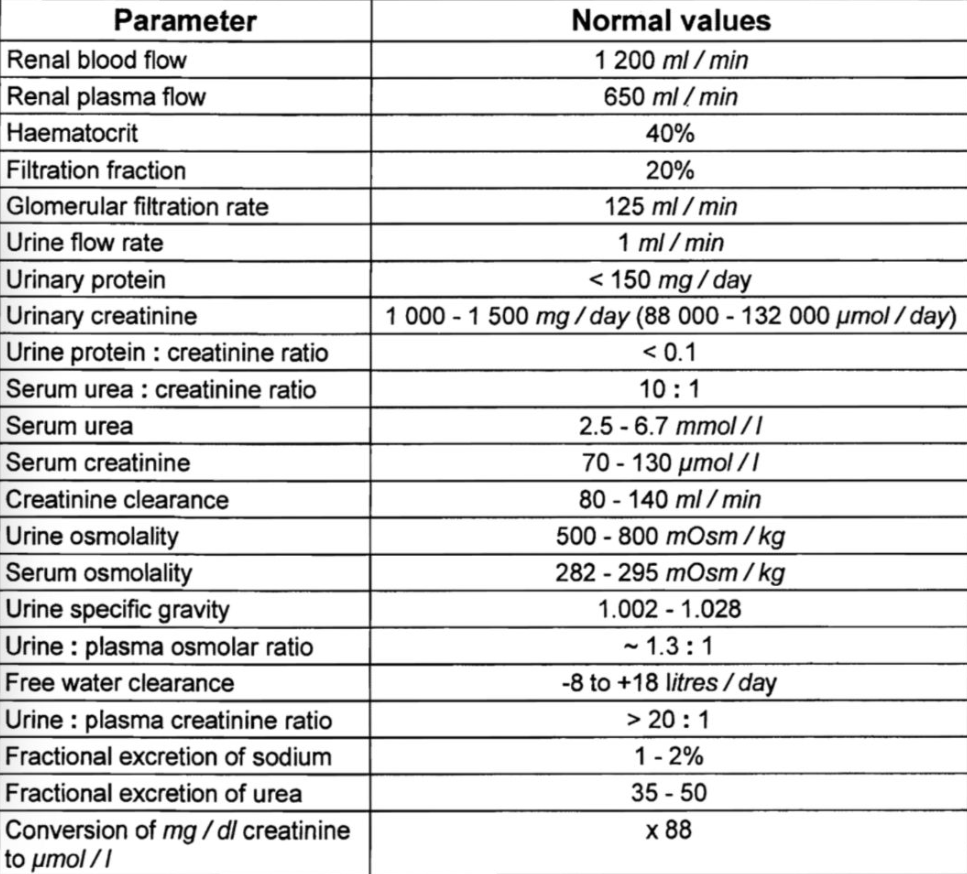 Parameter Normal values
Renal blood flow 1 200 ml / min
Renal plasma flow 650 ml / min
Haematocrit 40%
Filtration fraction 20%
Glomerular filtration rate 125 ml / min
Urine flow rate 1 ml / min
Urinary protein < 150 mg / day
Urinary creatinine 1 000 - 1 500 mg / day (88 000 - 132 000 µmol / day)
Urine protein : creatinine ratio < 0.1
Serum urea : creatinine ratio 10 : 1
Serum urea 2.5 - 6.7 mmol / l
Serum creatinine 70 - 130 µmol / l
Creatinine clearance 80 - 140 ml / min
Urine osmolality 500 - 800 mOsm / kg
Serum osmolality 282 - 295 mOsm / kg
Urine specific gravity 1.002 - 1.028
Urine : plasma osmolar ratio ~ 1.3 : 1
Free water clearance -8 to +18 litres / day
Urine : plasma creatinine ratio > 20 : 1
Fractional excretion of sodium 1 - 2%
Fractional excretion of urea 35 - 50
Conversion of mg / dl creatinine x 88
to µmol / l